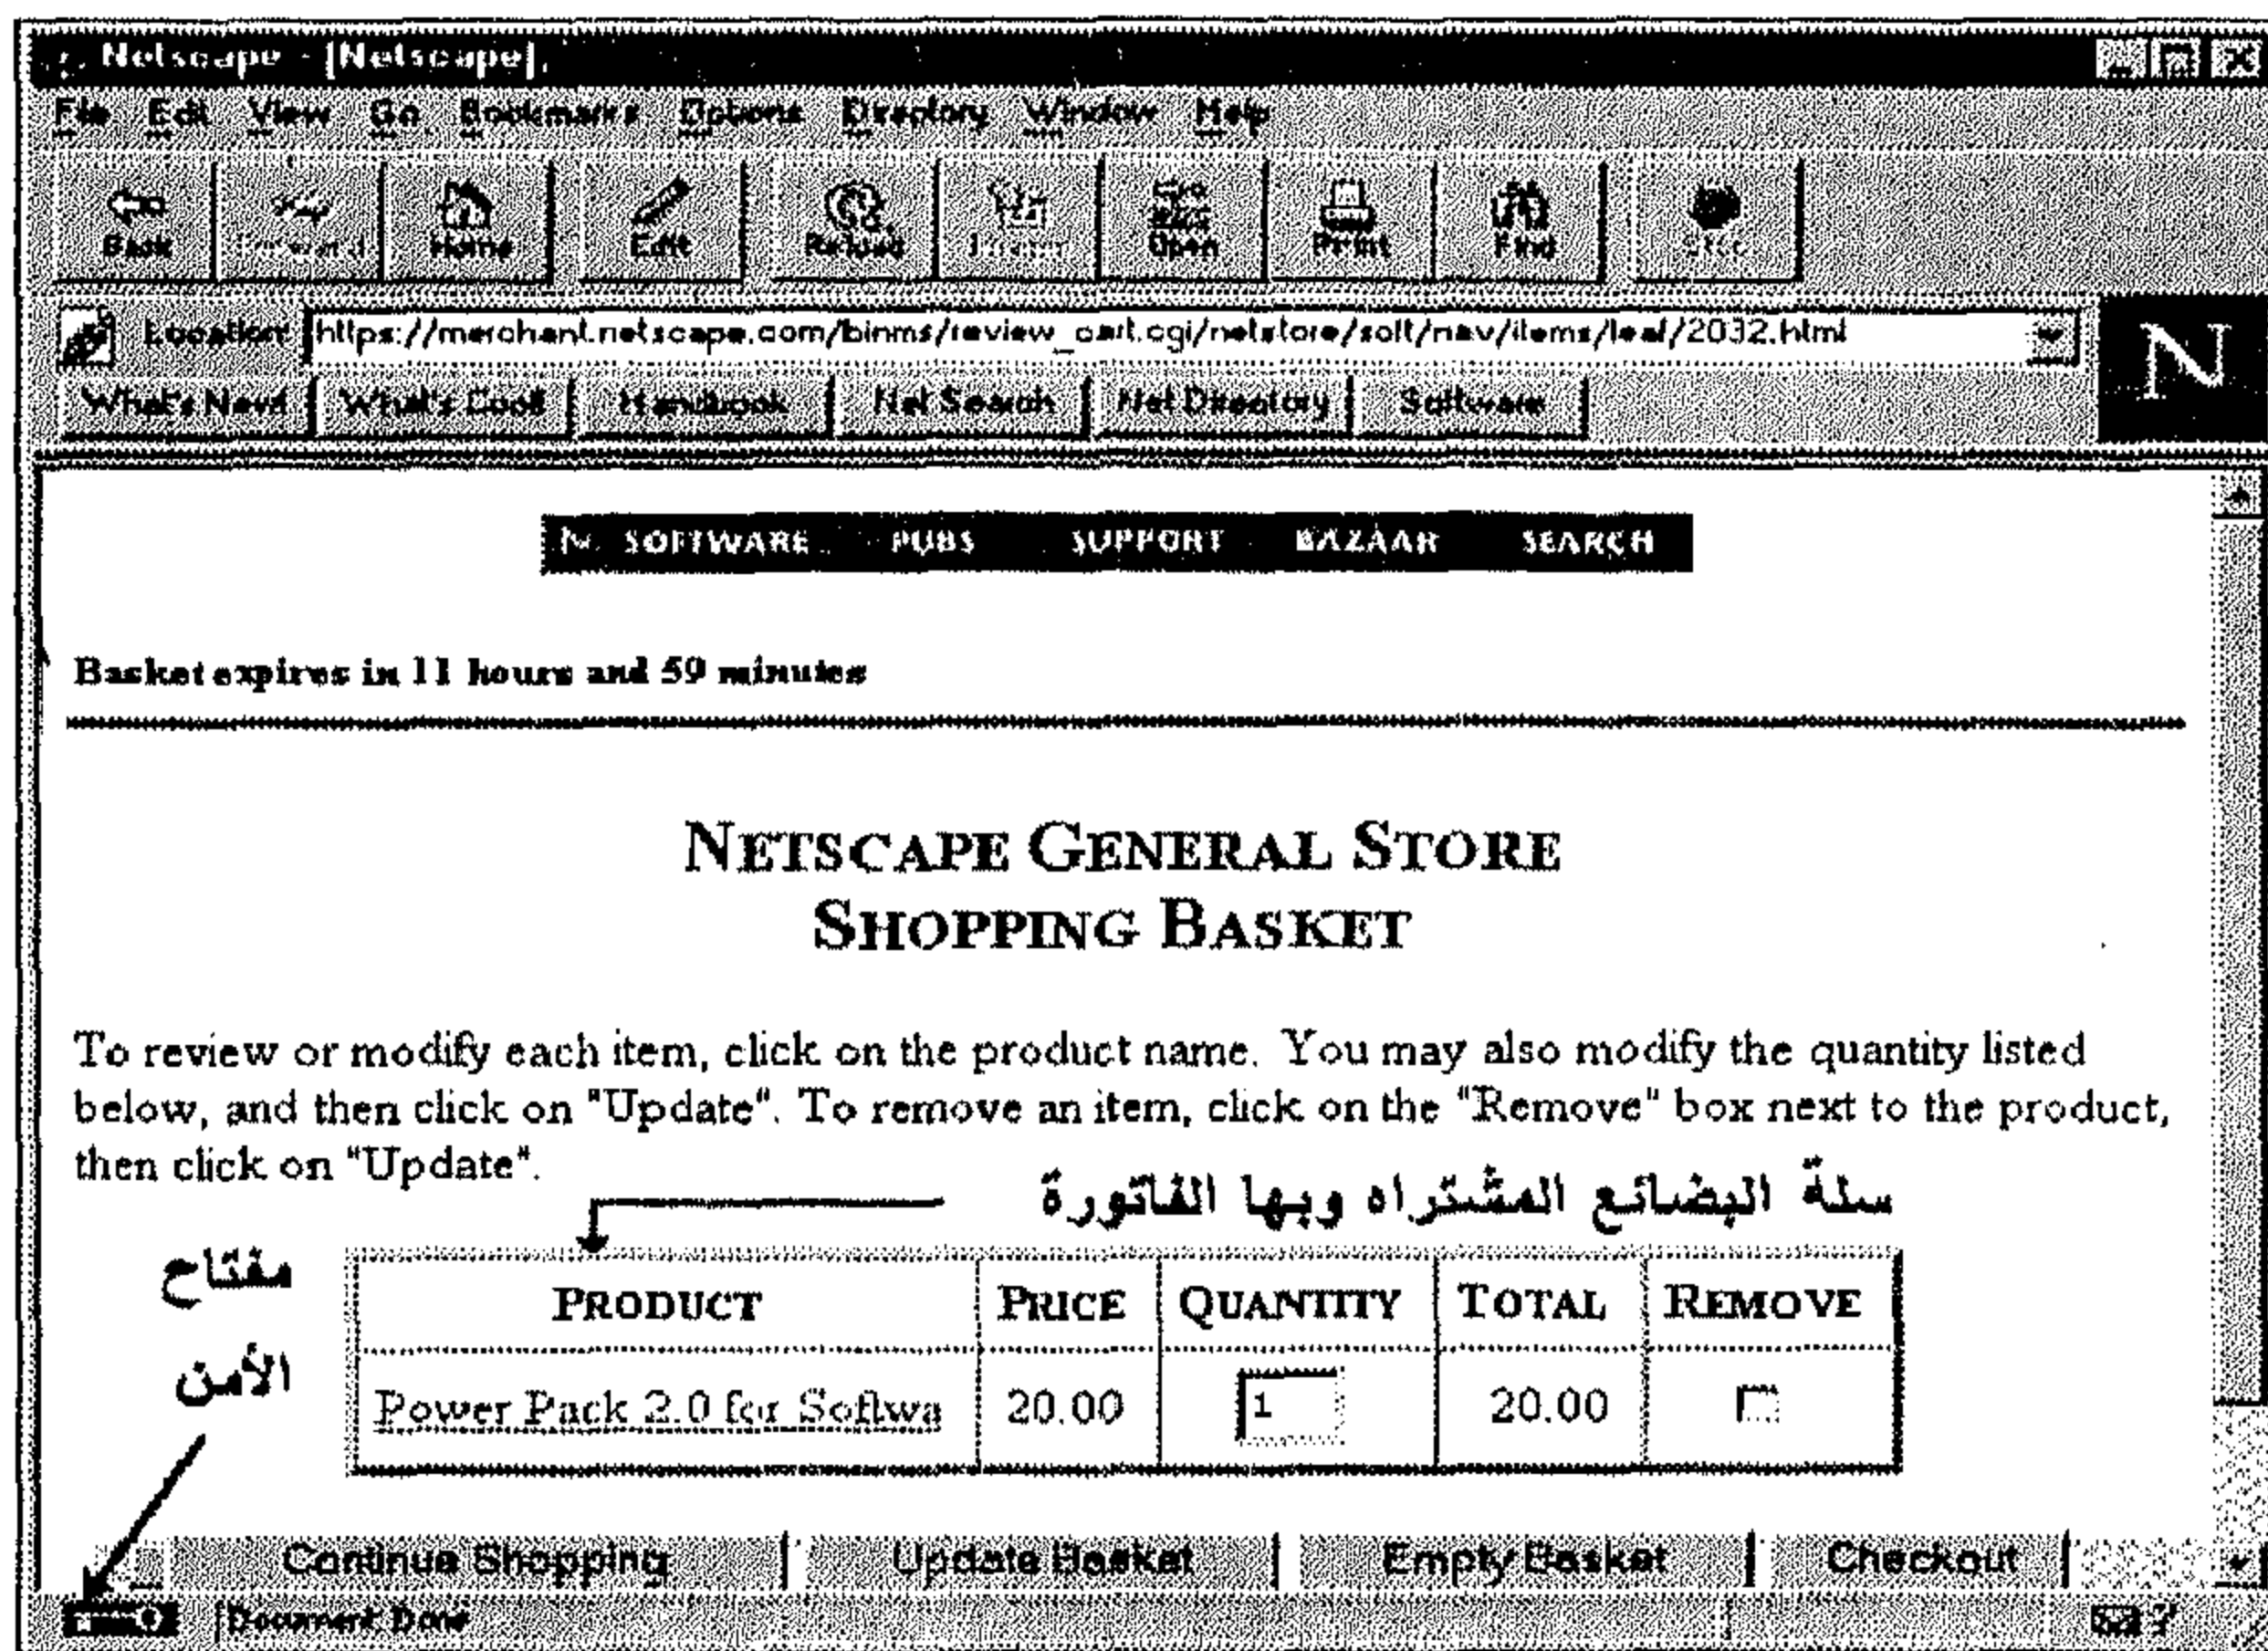 Netscape - [Netscape]
File Edit View Go Bookmarks Options Directory Window Help
Back Forward Home Edit Reload Images Open Print Find Stop
Location: https://merchant.netscape.com/binms/review_cart.cgi/netstore/soft/nav/items/leaf/2032.html
What's New! What's Cool! Handbook Net Search Net Directory Software
N SOFTWARE PUBS SUPPORT BAZAAR SEARCH
Basket expires in 11 hours and 59 minutes
NETSCAPE GENERAL STORE
SHOPPING BASKET
To review or modify each item, click on the product name. You may also modify the quantity listed
below, and then click on "Update". To remove an item, click on the "Remove" box next to the product,
then click on "Update".
سلة البضائع المشتراه وبها الفاتورة
مفتاح
الأمن
PRODUCT PRICE QUANTITY TOTAL REMOVE
Power Pack 2.0 for Softwa 20.00 1 20.00
Continue Shopping Update Basket Empty Basket Checkout
Document: Done